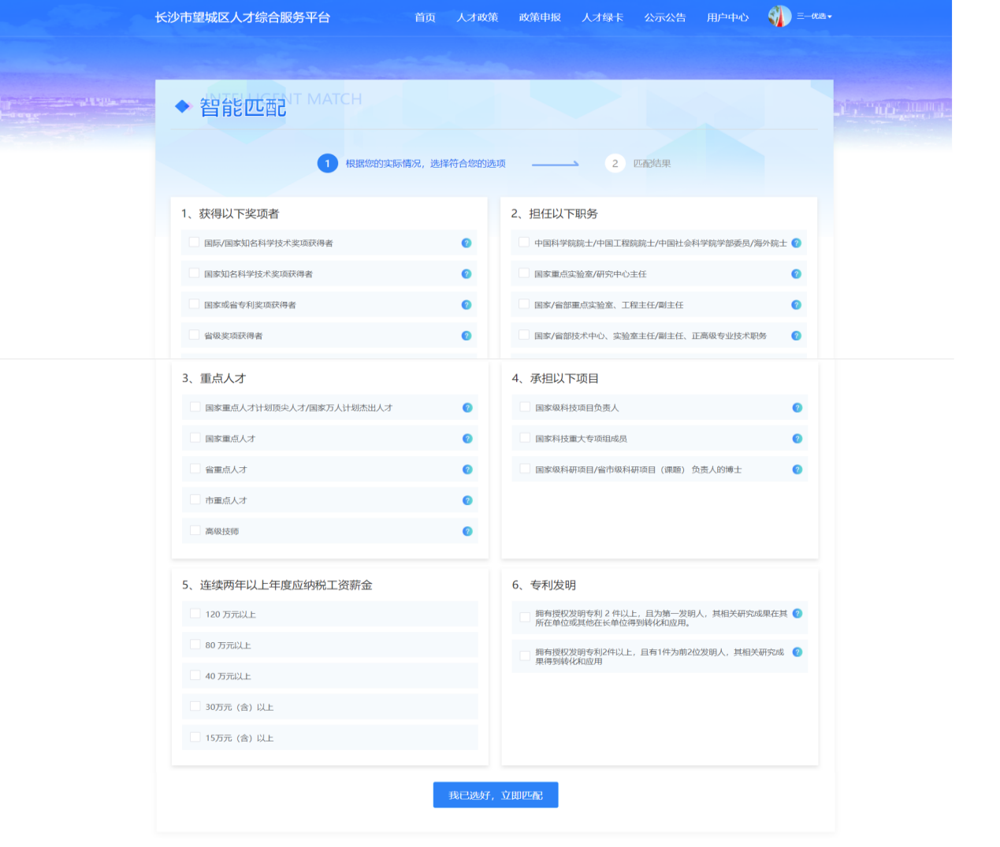 长沙市望城区人才综合服务平台
首页 人才政策 政策申报 人才绿卡 公示公告 用户中心 三一优选
INTELLIGENT MATCH
智能匹配
1 根据您的实际情况，选择符合您的选项
2 匹配结果
1、获得以下奖项者
国际/国家知名科学技术奖项获得者 ?
国家知名科学技术奖项获得者 ?
国家或省专利奖项获得者 ?
省级奖项获得者 ?
2、担任以下职务
中国科学院院士/中国工程院院士/中国社会科学院学部委员/海外院士 ?
国家重点实验室/研究中心主任 ?
国家/省部重点实验室、工程主任/副主任 ?
国家/省部技术中心、实验室主任/副主任、正高级专业技术职务 ?
3、重点人才
国家重点人才计划顶尖人才/国家万人计划杰出人才 ?
国家重点人才 ?
省重点人才 ?
市重点人才 ?
高级技师 ?
4、承担以下项目
国家级科技项目负责人 ?
国家科技重大专项组成员 ?
国家级科研项目/省市级科研项目（课题） 负责人的博士 ?
5、连续两年以上年度应纳税工资薪金
120 万元以上
80 万元以上
40 万元以上
30万元（含）以上
15万元（含）以上
6、专利发明
拥有授权发明专利 2 件以上，且为第一发明人，其相关研究成果在其 ?
所在单位或其他在长单位得到转化和应用。
拥有授权发明专利2件以上，且有1件为前2位发明人，其相关研究成 ?
果得到转化和应用
我已选好，立即匹配